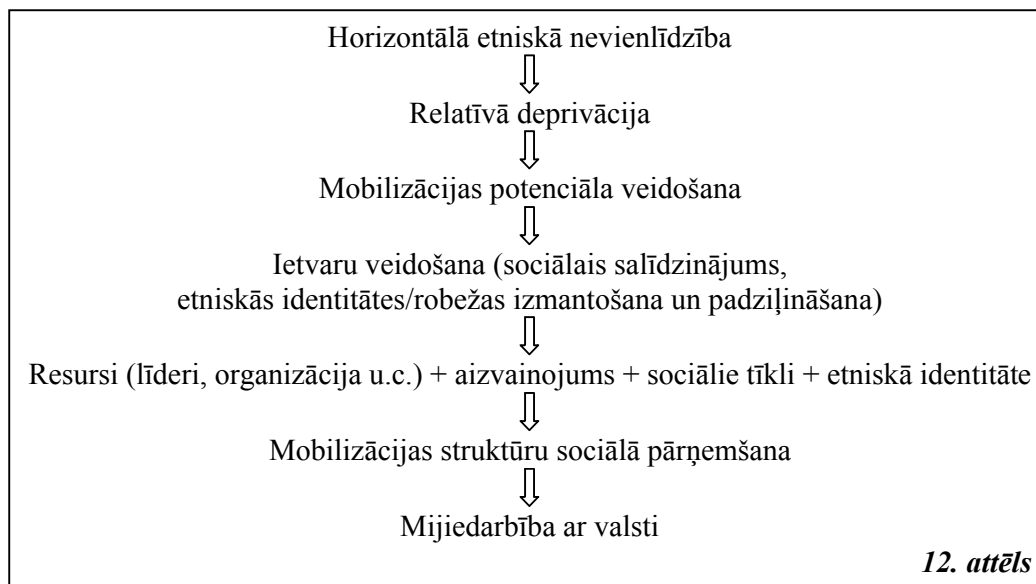 Horizontālā etniskā nevienlīdzība
Relatīvā deprivācija
Mobilizācijas potenciāla veidošana
Ietvaru veidošana (sociālais salīdzinājums,
etniskās identitātes/robežas izmantošana un padziļināšana)
Resursi (līderi, organizācija u.c.) + aizvainojums + sociālie tīkli + etniskā identitāte
Mobilizācijas struktūru sociālā pārņemšana
Mijiedarbība ar valsti
12. attēls